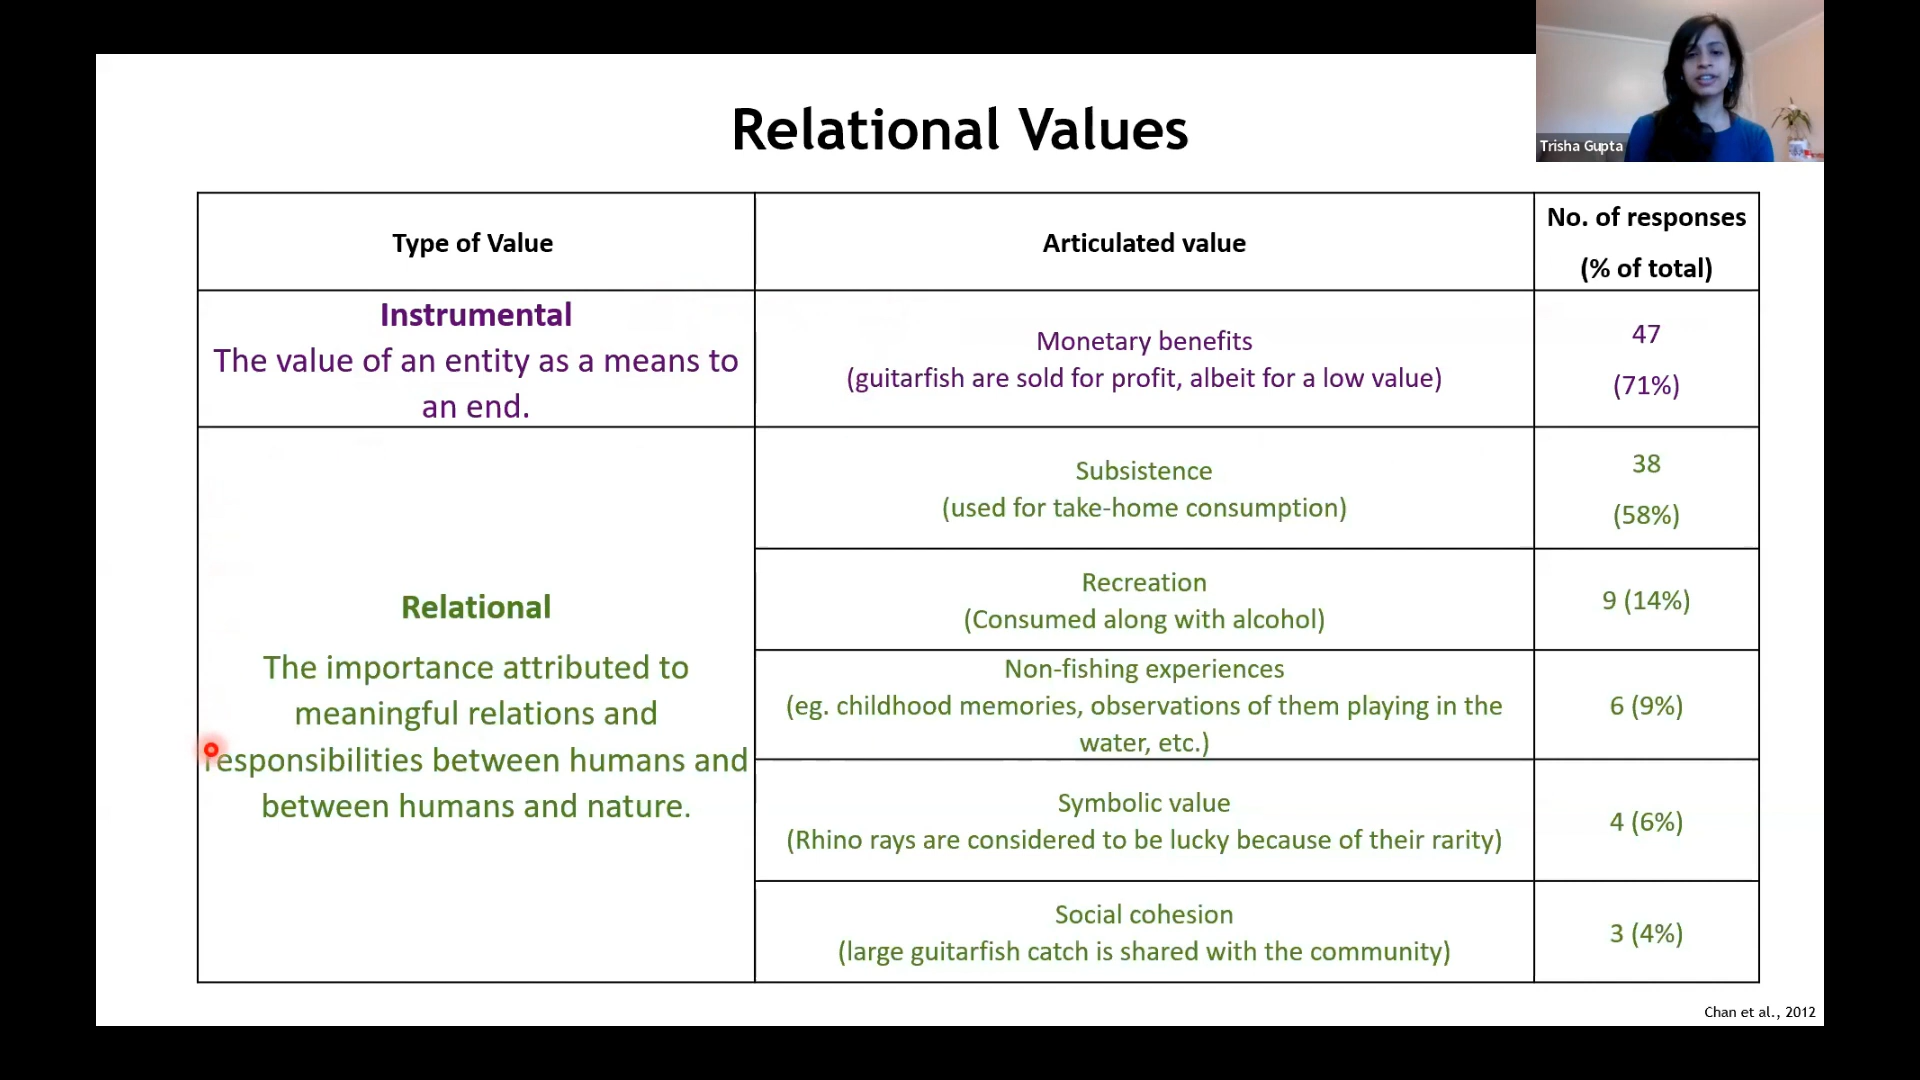 Relational Values
Trisha Gupta
Type of Value
Articulated value
No. of responses
(% of total)
Instrumental
The value of an entity as a means to
an end.
Monetary benefits
(guitarfish are sold for profit, albeit for a low value)
47
(71%)
Relational
The importance attributed to
meaningful relations and
responsibilities between humans and
between humans and nature.
Subsistence
(used for take-home consumption)
38
(58%)
Recreation
(Consumed along with alcohol)
9 (14%)
Non-fishing experiences
(eg. childhood memories, observations of them playing in the
water, etc.)
6 (9%)
Symbolic value
(Rhino rays are considered to be lucky because of their rarity)
4 (6%)
Social cohesion
(large guitarfish catch is shared with the community)
3 (4%)
Chan et al., 2012